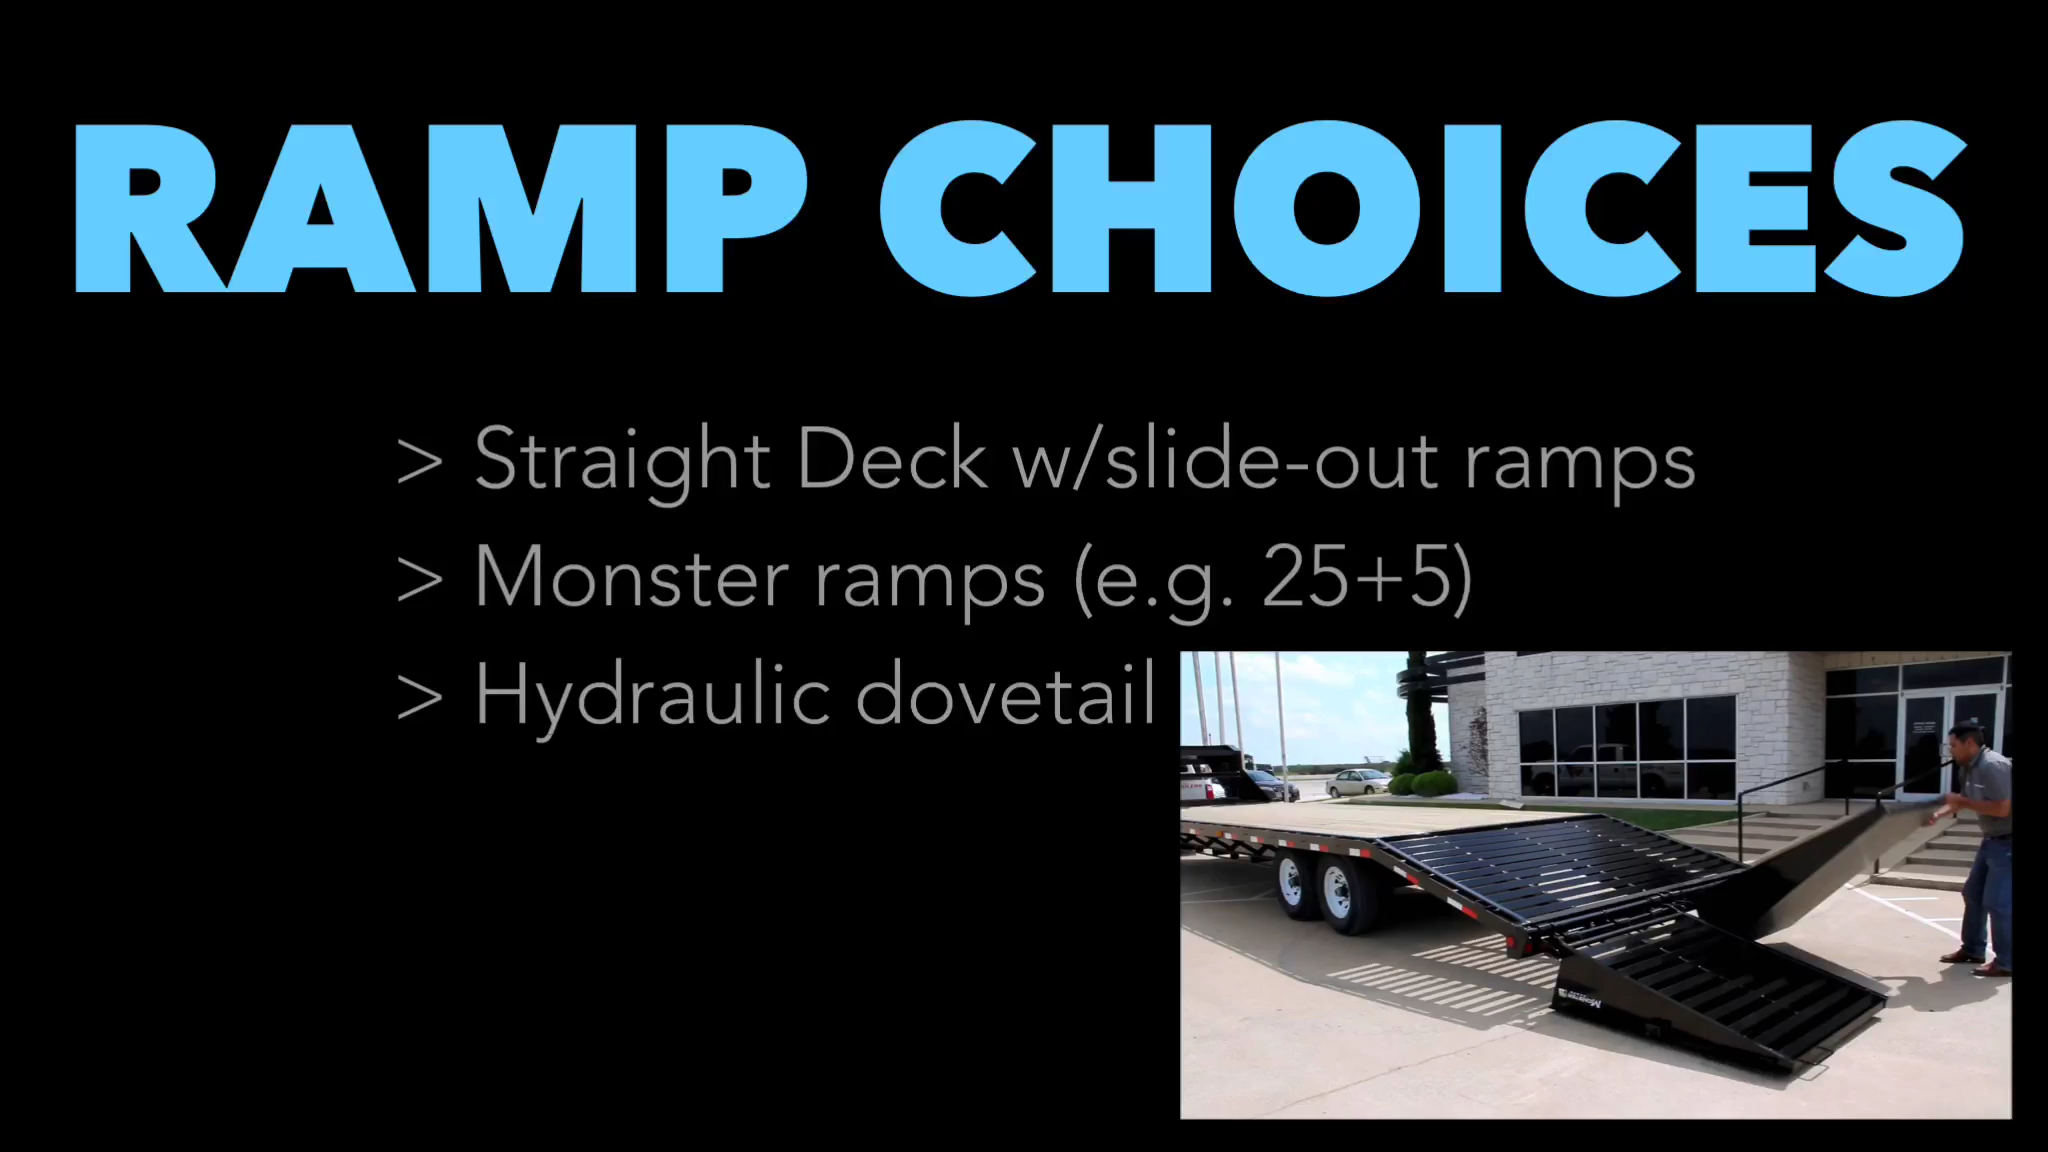 RAMP CHOICES
> Straight Deck w/slide-out ramps
> Monster ramps (e.g. 25+5)
> Hydraulic dovetail